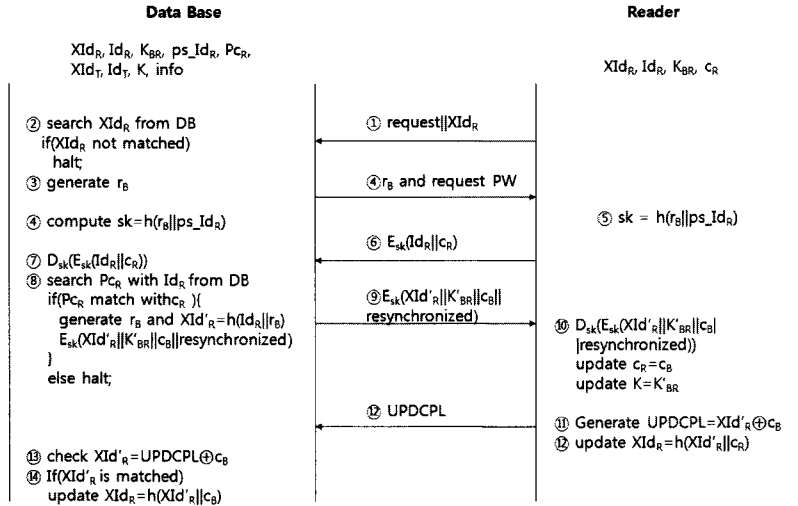 Data Base
Reader
XId_R, Id_R, K_BR, ps_Id_R, Pc_R,
XId_T, Id_T, K, info
XId_R, Id_R, K_BR, c_R
② search XId_R from DB
if(XId_R not matched)
halt;
① request||XId_R
③ generate r_B
④r_B and request PW
④ compute sk=h(r_B||ps_Id_R)
⑤ sk = h(r_B||ps_Id_R)
⑥ E_sk(Id_R||c_R)
⑦ D_sk(E_sk(Id_R||c_R))
⑧ search Pc_R with Id_R from DB
if(Pc_R match withc_R ){
generate r_B and XId'_R=h(Id_R||r_B)
E_sk(XId'_R||K'_BR||c_B||resynchronized)
}
else halt;
⑨E_sk(XId'_R||K'_BR||c_B||
resynchronized)
⑩ D_sk(E_sk(XId'_R||K'_BR||c_B|
|resynchronized))
update c_R=c_B
update K=K'_BR
⑫ UPDCPL
⑪ Generate UPDCPL=XId'_R⊕c_B
⑫ update XId_R=h(XId'_R||c_R)
⑬ check XId'_R=UPDCPL⊕c_B
⑭ If(XId'_R is matched)
update XId_R=h(XId'_R||c_B)